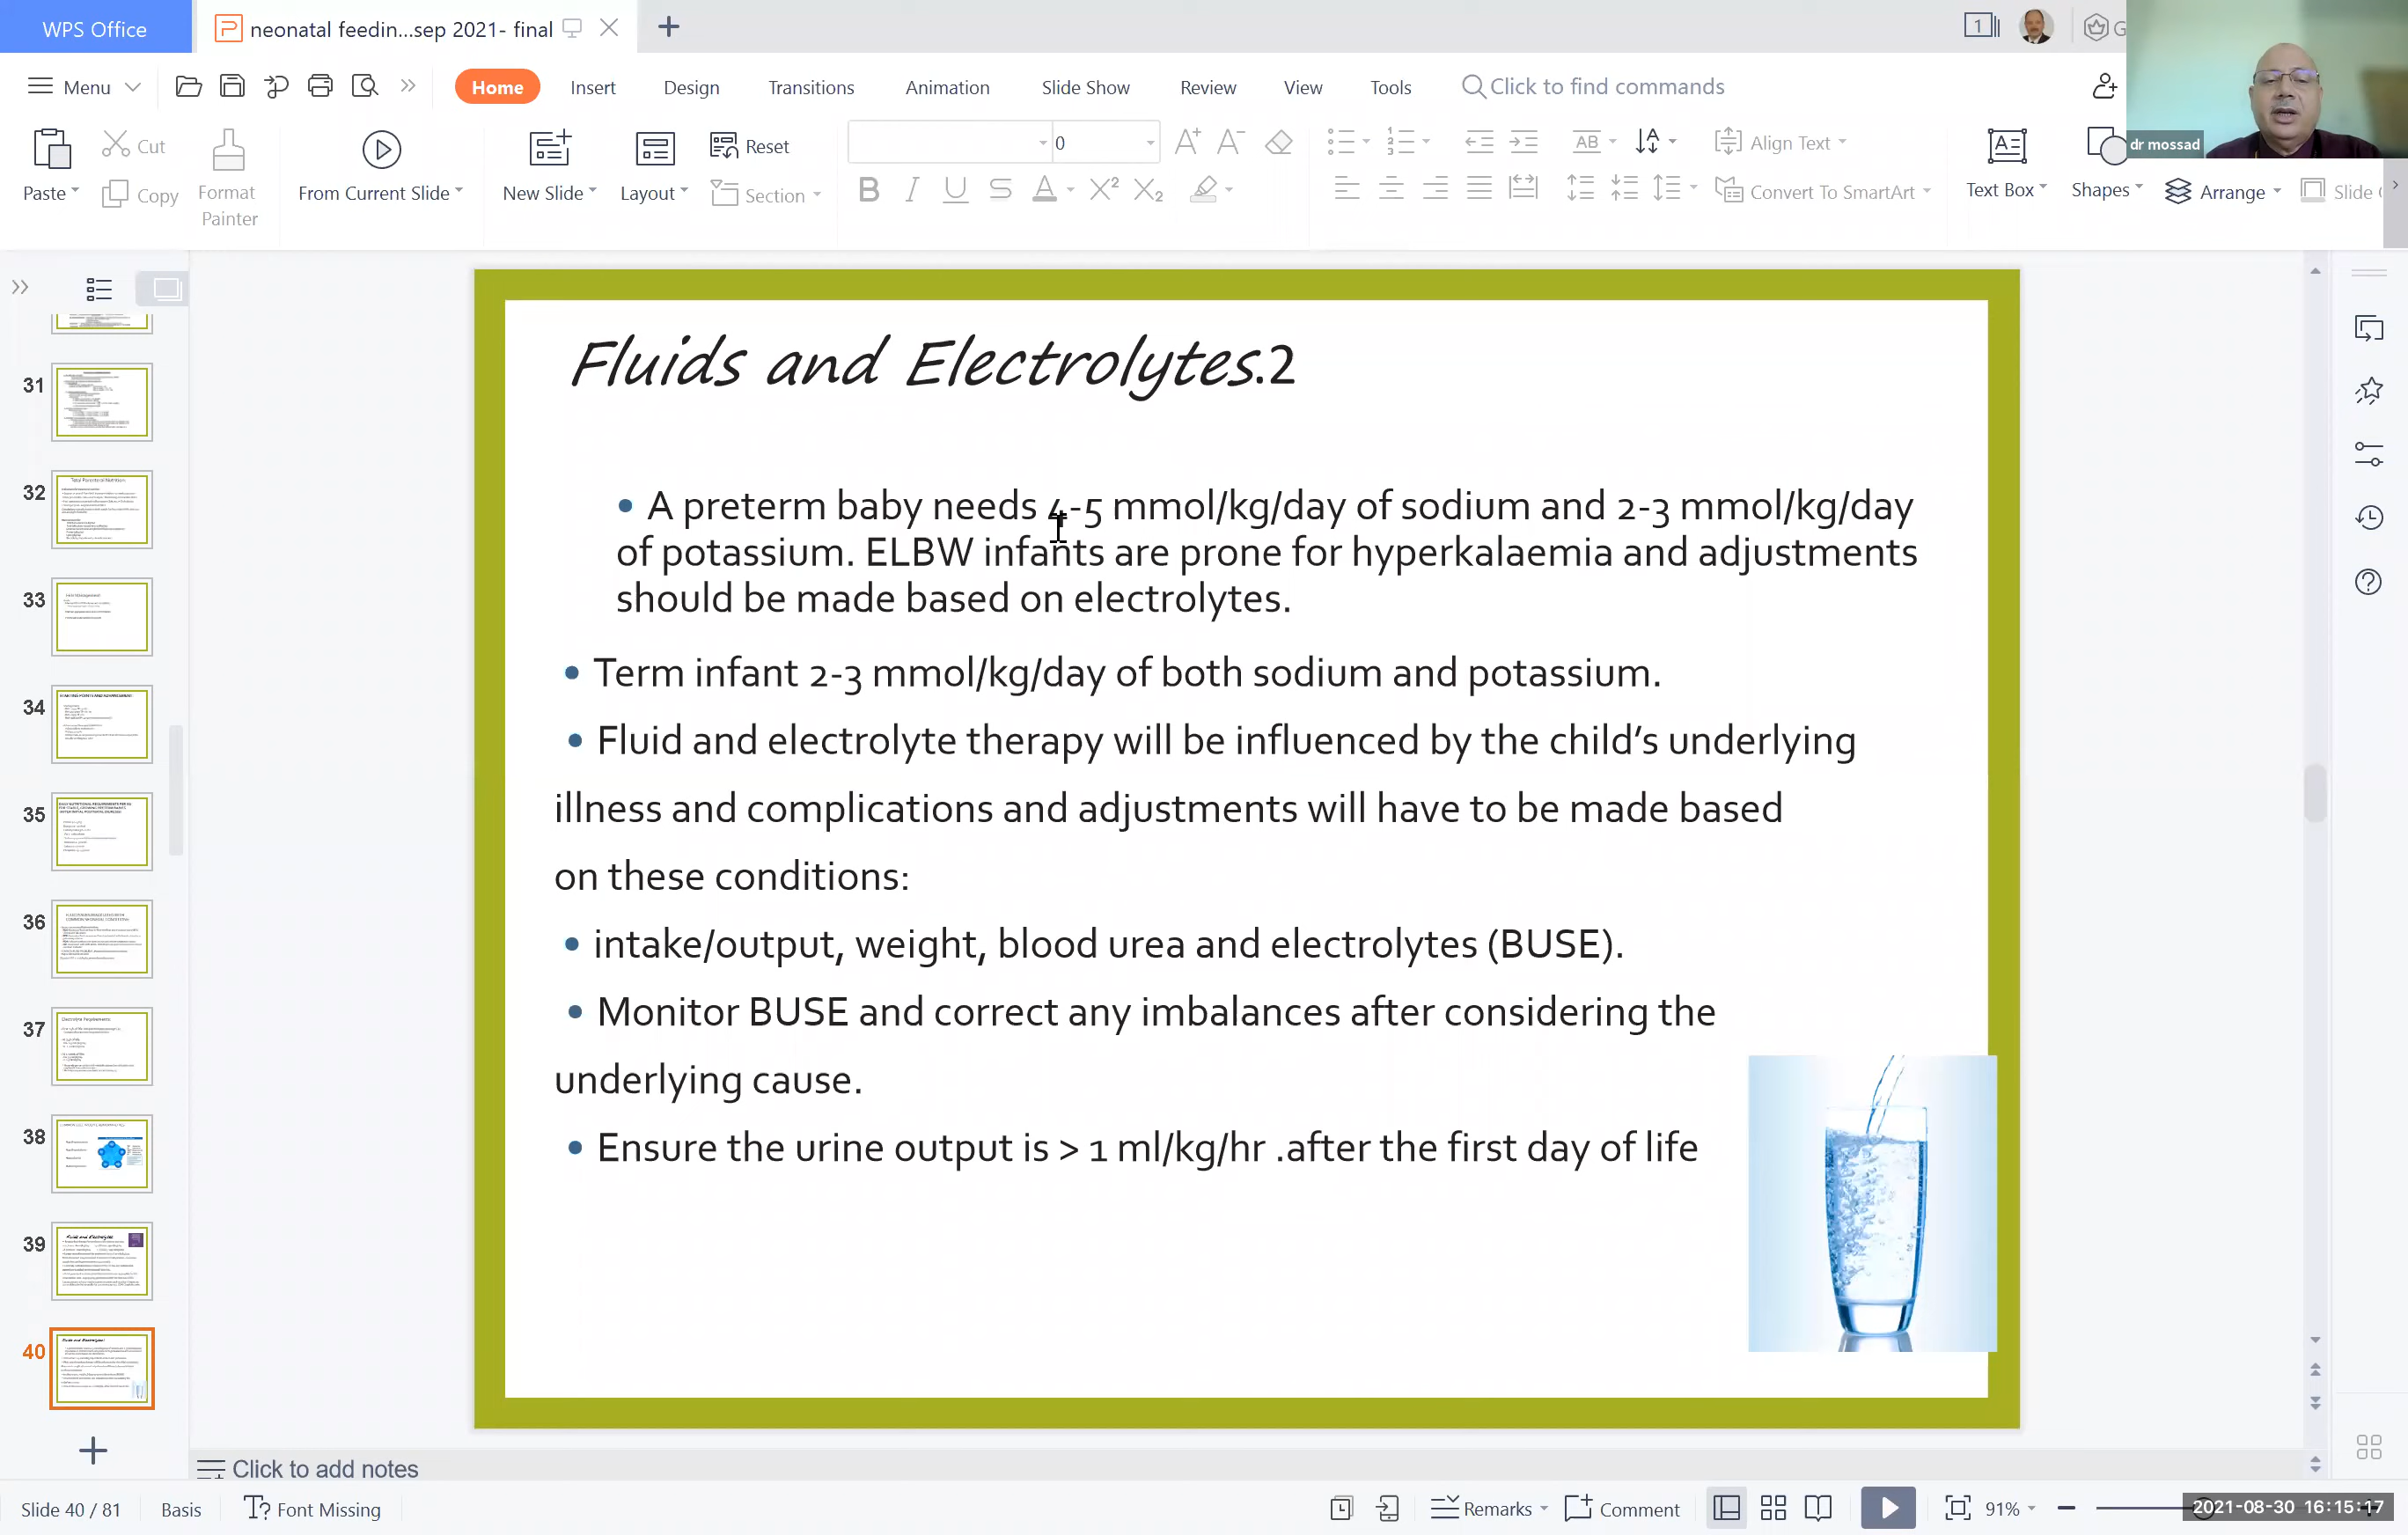 WPS Office
neonatal feedin...sep 2021- final
1
G
Menu
Home
Insert
Design
Transitions
Animation
Slide Show
Review
View
Tools
Click to find commands
Paste
Cut
Copy
Format
Painter
From Current Slide
New Slide
Layout
Reset
Section
0
Align Text
Convert To SmartArt
Text Box
Shapes
Arrange
Slide
dr mossad
31
32
Total Parenteral Nutrition
33
34
35
36
37
38
39
Fluids and Electrolytes
40
Fluids and Electrolytes.2
• A preterm baby needs 4-5 mmol/kg/day of sodium and 2-3 mmol/kg/day
of potassium. ELBW infants are prone for hyperkalaemia and adjustments
should be made based on electrolytes.
• Term infant 2-3 mmol/kg/day of both sodium and potassium.
• Fluid and electrolyte therapy will be influenced by the child’s underlying
illness and complications and adjustments will have to be made based
on these conditions:
• intake/output, weight, blood urea and electrolytes (BUSE).
• Monitor BUSE and correct any imbalances after considering the
underlying cause.
• Ensure the urine output is > 1 ml/kg/hr .after the first day of life
Click to add notes
Slide 40 / 81
Basis
Font Missing
Remarks
Comment
91%
2021-08-30 16:15:17